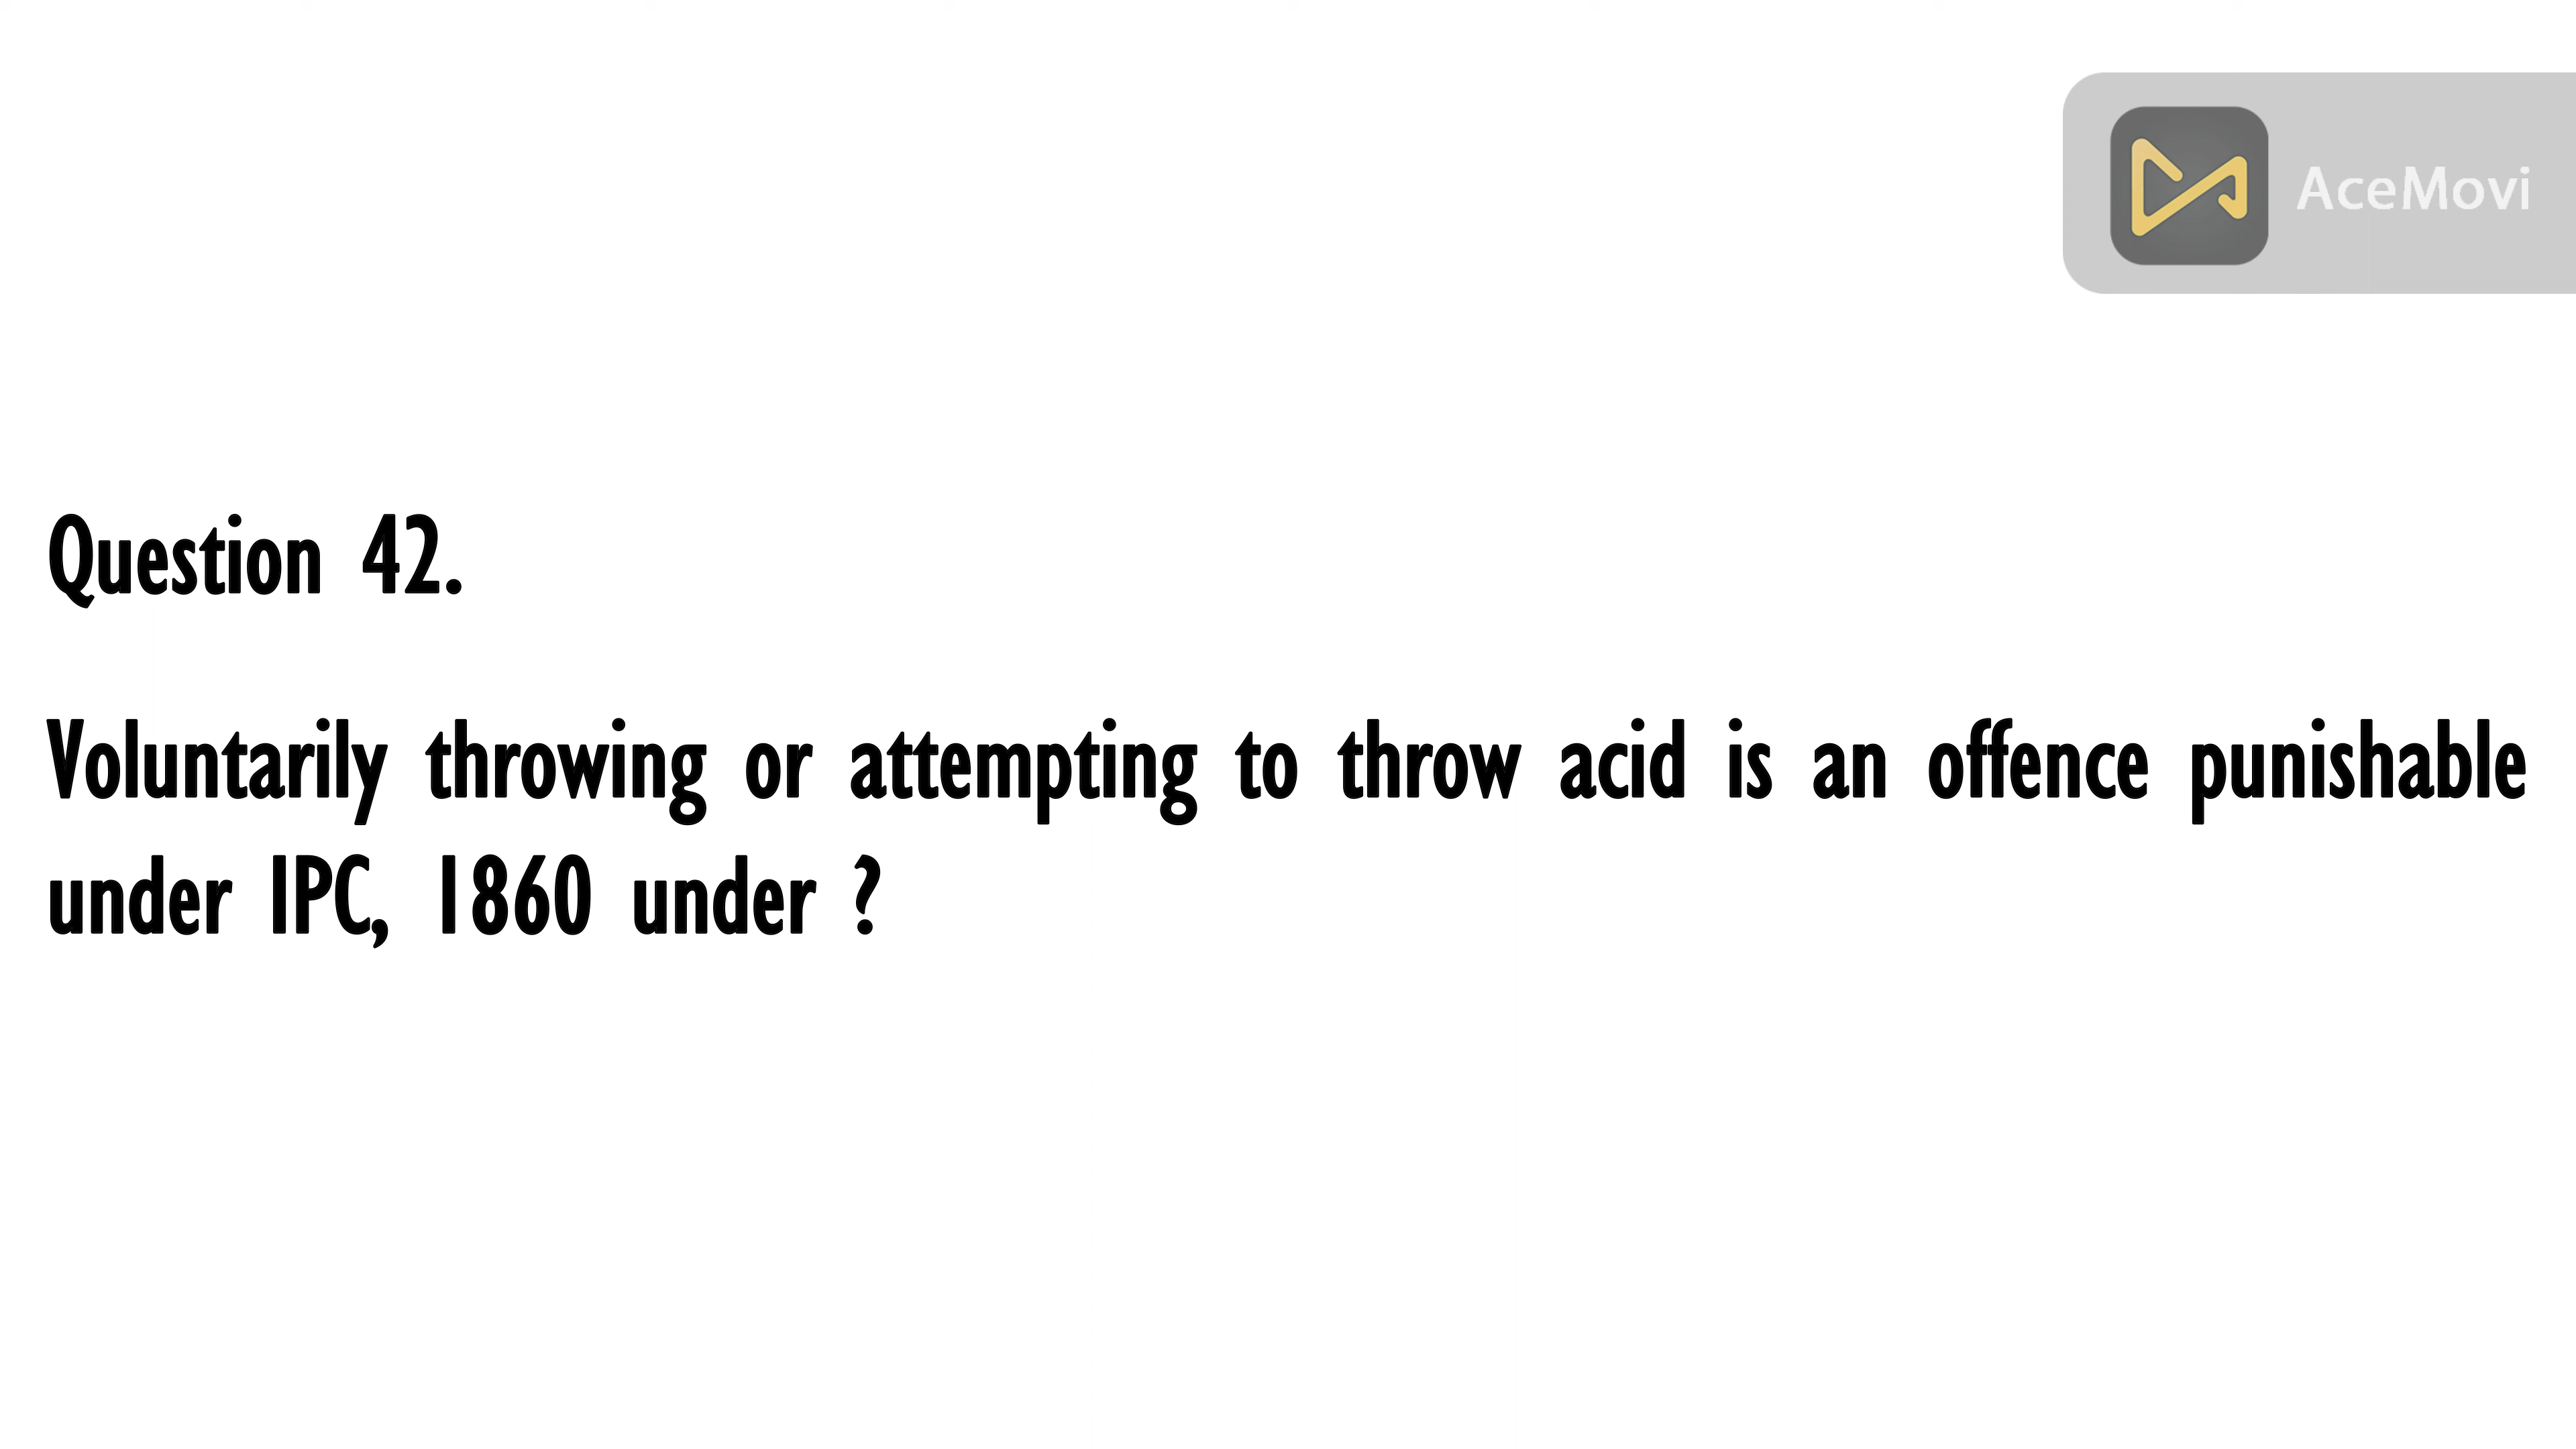 AceMovi
Question 42.
Voluntarily throwing or attempting to throw acid is an offence punishable
under IPC, 1860 under ?